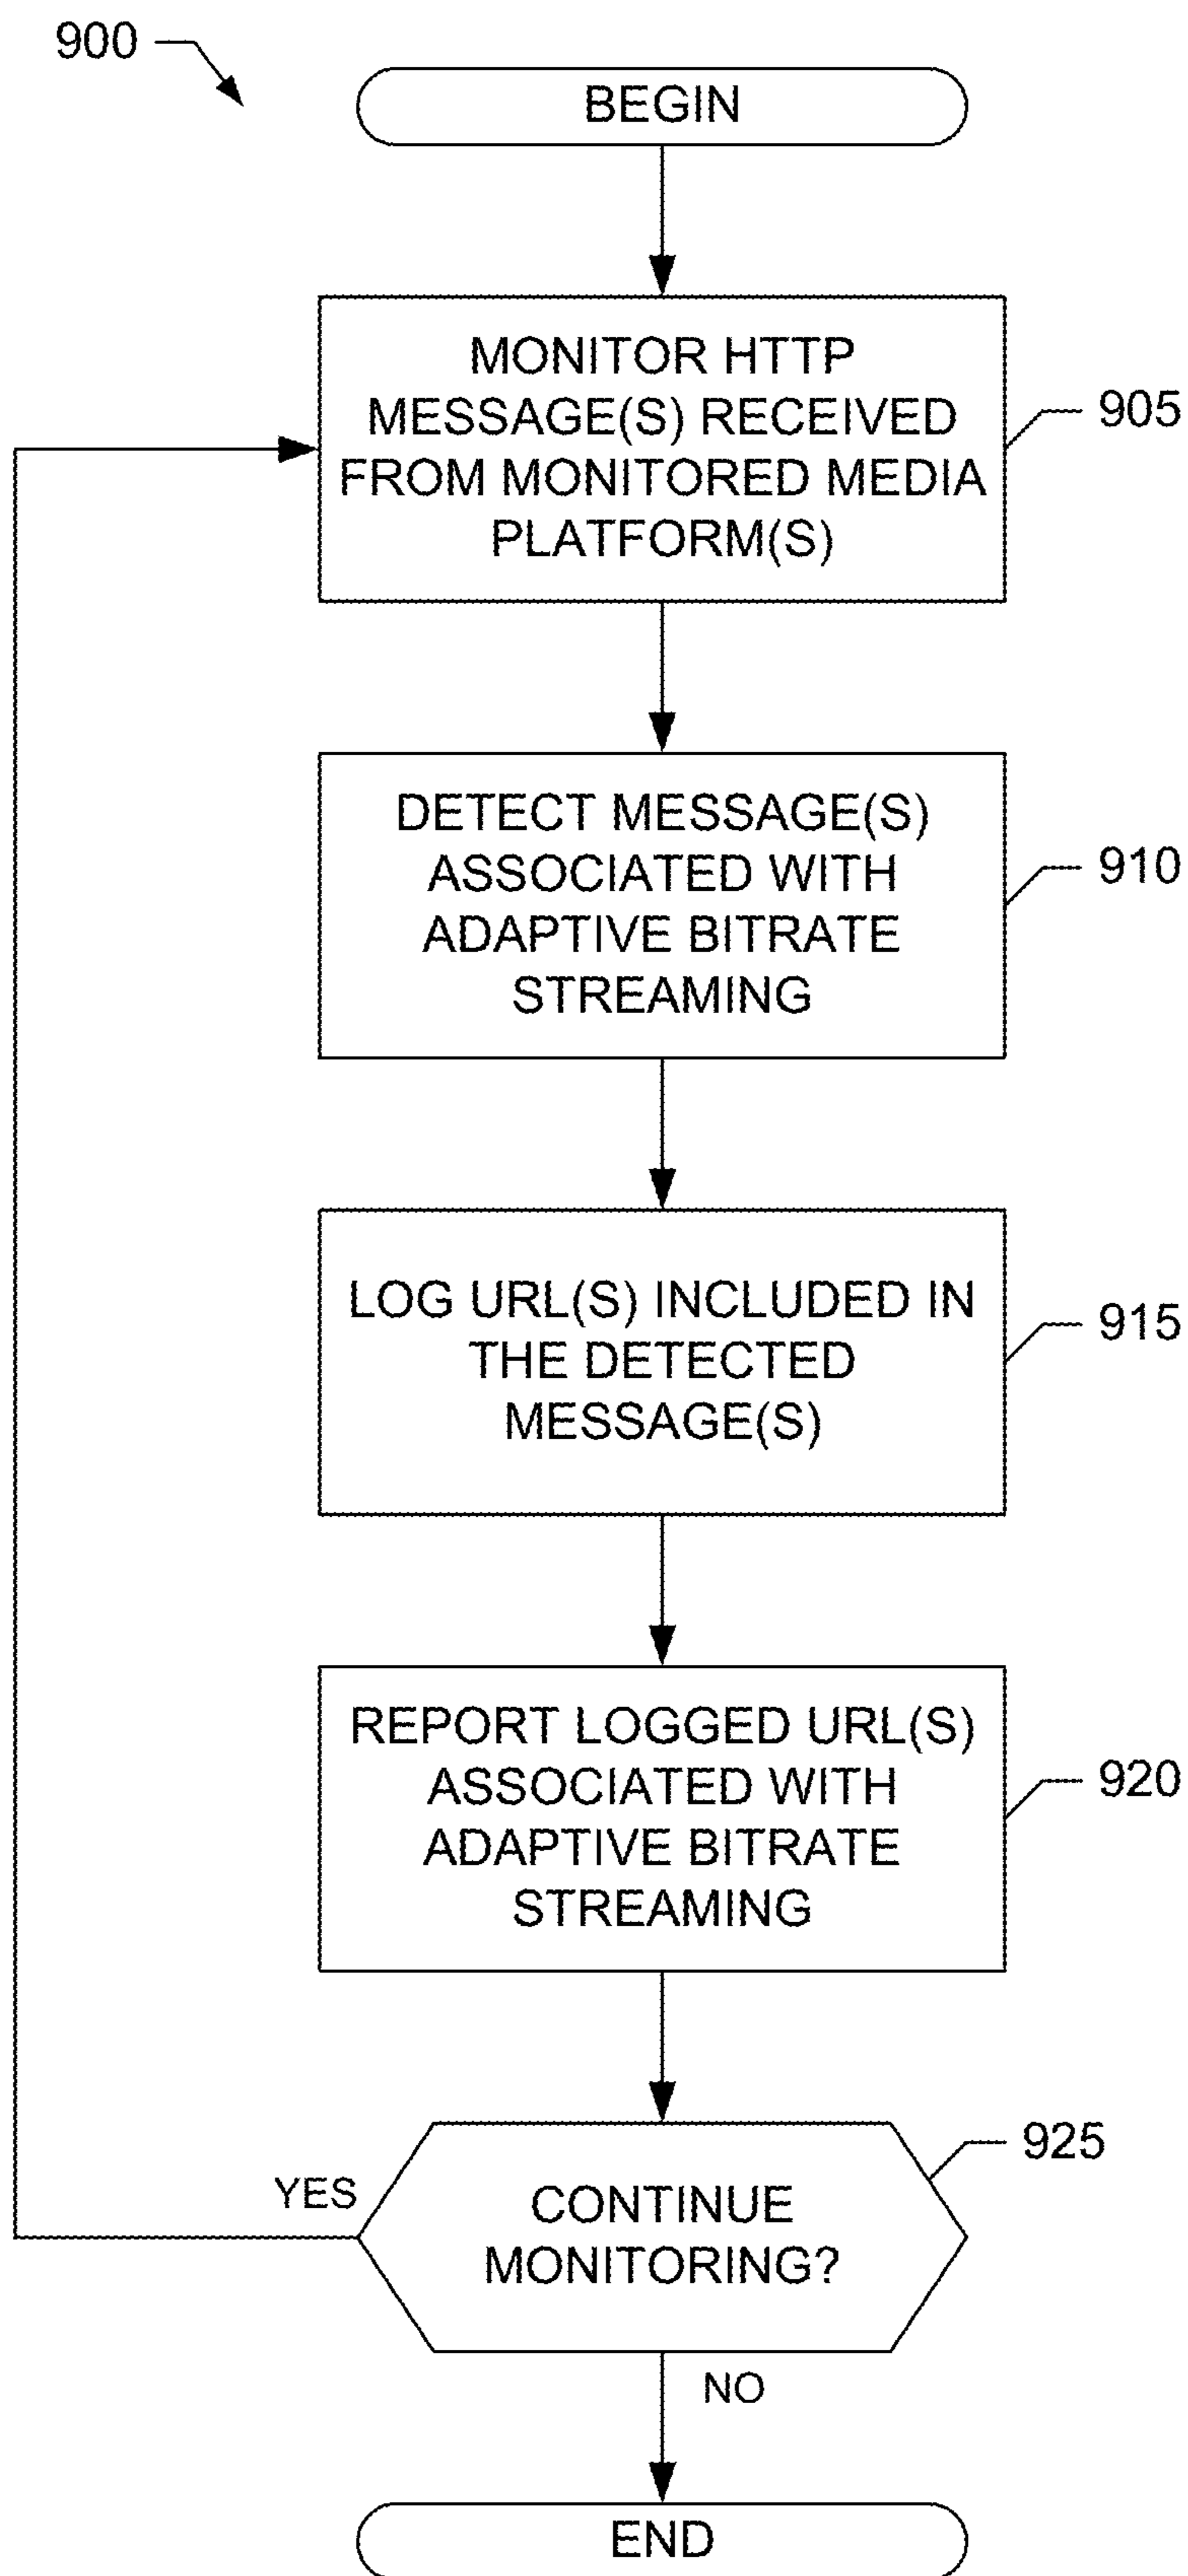 900
BEGIN
MONITOR HTTP
MESSAGE(S) RECEIVED
FROM MONITORED MEDIA
PLATFORM(S)
905
DETECT MESSAGE(S)
ASSOCIATED WITH
ADAPTIVE BITRATE
STREAMING
910
LOG URL(S) INCLUDED IN
THE DETECTED
MESSAGE(S)
915
REPORT LOGGED URL(S)
ASSOCIATED WITH
ADAPTIVE BITRATE
STREAMING
920
CONTINUE
MONITORING?
925
YES
NO
END